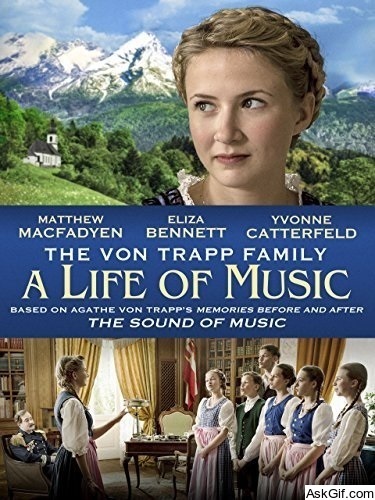 MATTHEW MACFADYEN
ELIZA BENNETT
YVONNE CATTERFELD
THE VON TRAPP FAMILY
A LIFE OF MUSIC
BASED ON AGATHE VON TRAPP'S MEMORIES BEFORE AND AFTER
THE SOUND OF MUSIC
AskGif.com